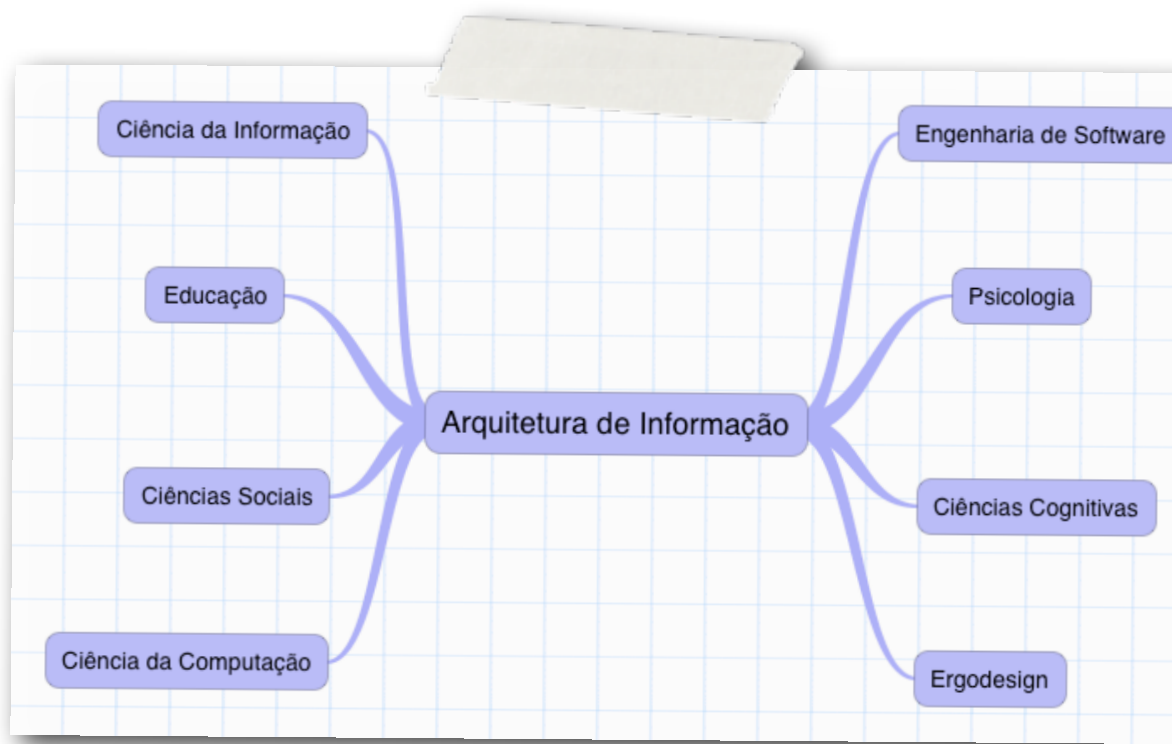 Ciência da Informação
Educação
Ciências Sociais
Ciência da Computação
Arquitetura de Informação
Engenharia de Software
Psicologia
Ciências Cognitivas
Ergodesign